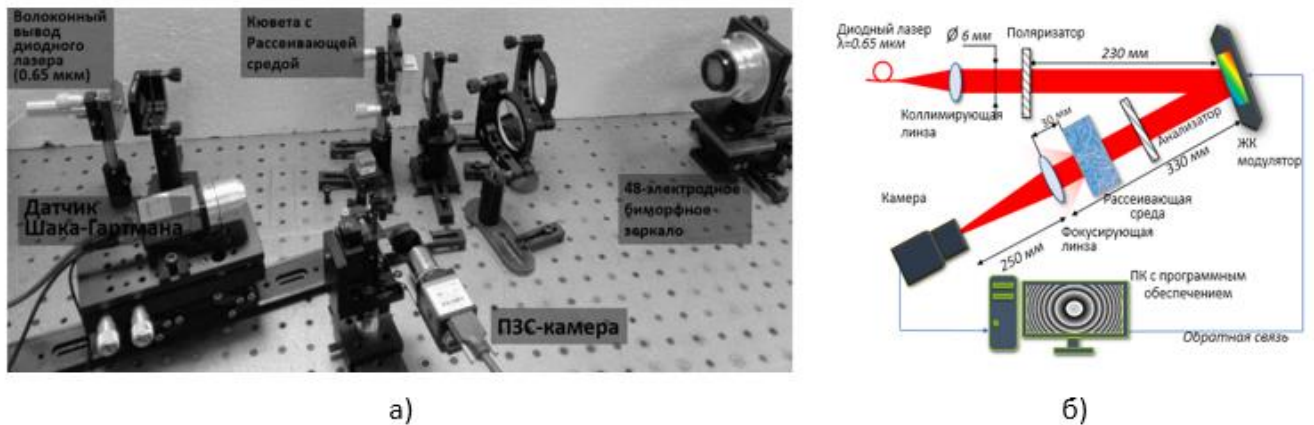 Волоконный
вывод
диодного
лазера
(0.65 мкм)
Кювета с
Рассеивающей
средой
Датчик
Шака-Гартмана
48-электродное
биморфное
зеркало
ПЗС-камера
а)
Диодный лазер
λ=0.65 мкм
Ø 6 мм
Поляризатор
230 мм
Коллимирующая
линза
30 мм
Анализатор
ЖК
модулятор
330 мм
Камера
Рассеивающая
среда
Фокусирующая
линза
250 мм
ПК с программным
обеспечением
Обратная связь
б)